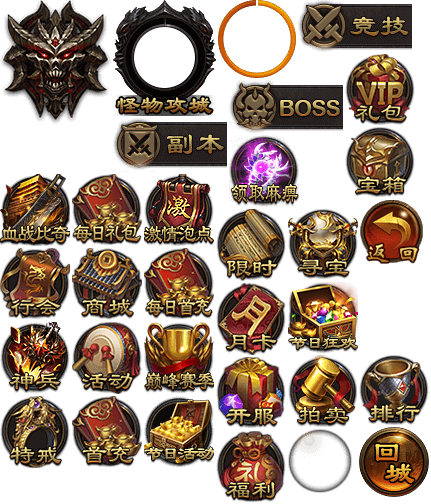 竞技
怪物攻城
BOSS
VIP
礼包
副本
领取麻痹
宝箱
血战比奇
每日礼包
激
激情泡点
限时
寻宝
返回
行会
商城
每日首充
月
月卡
节日狂欢
神兵
活动
巅峰赛季
开服
拍卖
排行
特戒
首充
节日活动
礼
福利
回城